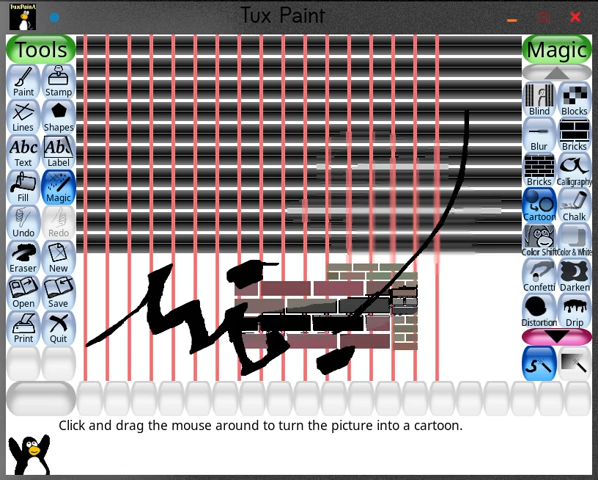 TuxPaint
Tux Paint
Tools
Magic
Paint
Stamp
Lines
Shapes
Abc
Text
Abc
Label
Fill
Magic
Undo
Redo
Eraser
New
Open
Save
Print
Quit
Blind
Blocks
Blur
Bricks
Bricks
Calligraphy
Cartoon
Chalk
Color Shift
Color & White
Confetti
Darken
Distortion
Drip
Click and drag the mouse around to turn the picture into a cartoon.